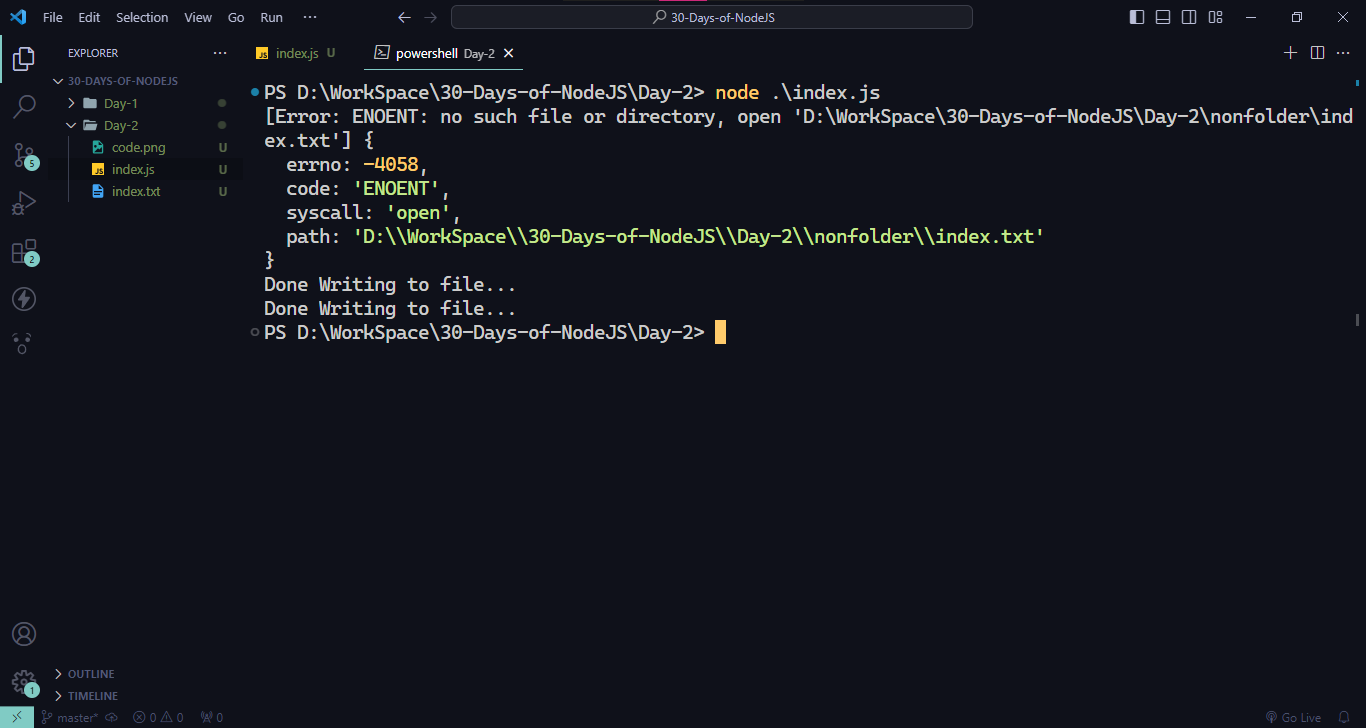 File Edit Selection View Go Run ···
30-Days-of-NodeJS
EXPLORER ···
index.js U
powershell Day-2
30-DAYS-OF-NODEJS
Day-1
Day-2
code.png U
index.js U
index.txt U
PS D:\WorkSpace\30-Days-of-NodeJS\Day-2> node .\index.js
[Error: ENOENT: no such file or directory, open 'D:\WorkSpace\30-Days-of-NodeJS\Day-2\nonfolder\ind
ex.txt'] {
  errno: -4058,
  code: 'ENOENT',
  syscall: 'open',
  path: 'D:\\WorkSpace\\30-Days-of-NodeJS\\Day-2\\nonfolder\\index.txt'
}
Done Writing to file...
Done Writing to file...
PS D:\WorkSpace\30-Days-of-NodeJS\Day-2>
5
2
1
OUTLINE
TIMELINE
master* 0 0 0 Go Live